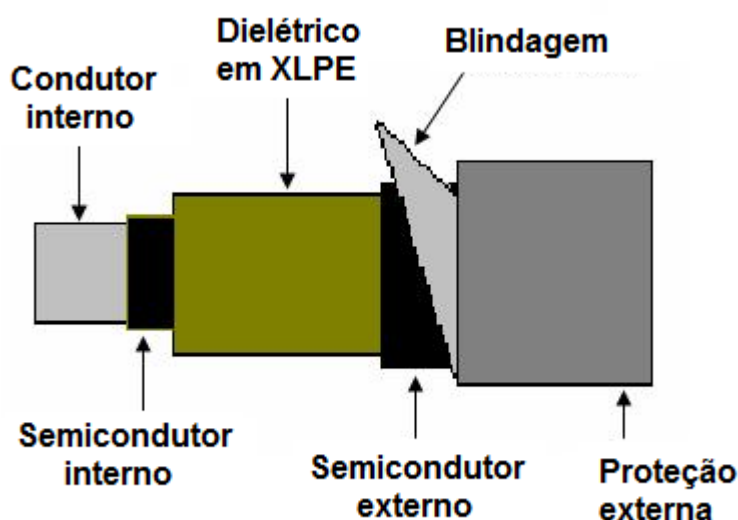 Dielétrico
em XLPE
Blindagem
Condutor
interno
Semicondutor
interno
Semicondutor
externo
Proteção
externa